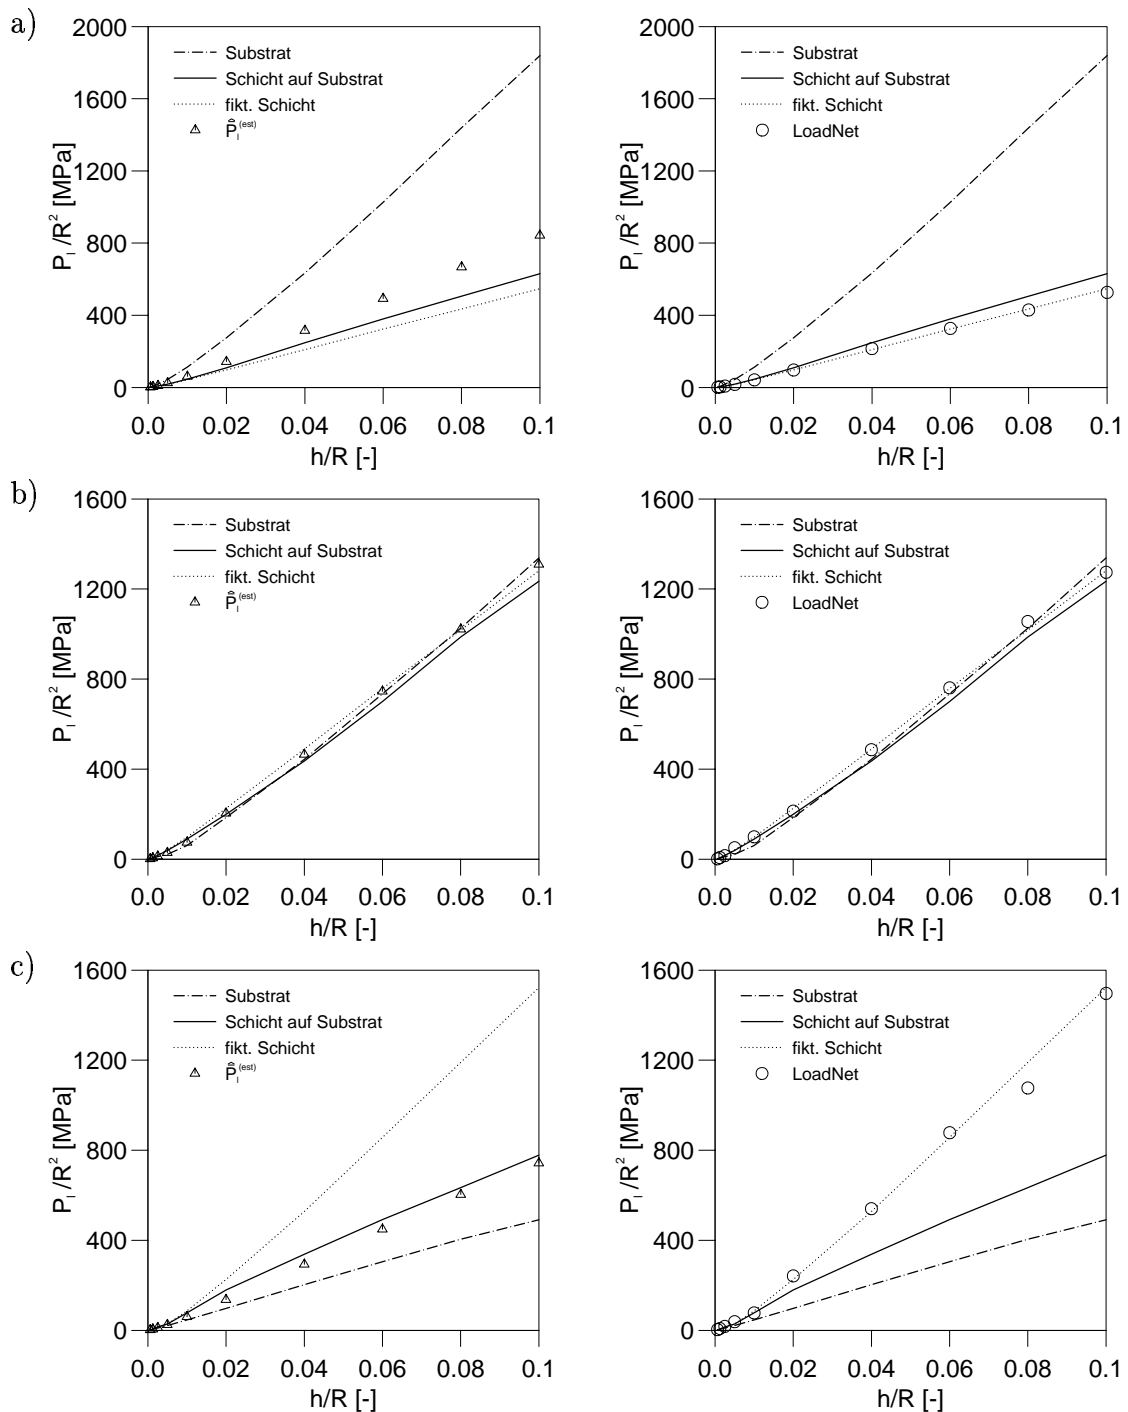 a)
2000
1600
1200
800
400
0
P_I /R² [MPa]
Substrat
Schicht auf Substrat
fikt. Schicht
P̂_I^(est)
0.0 0.02 0.04 0.06 0.08 0.1
h/R [-]
2000
1600
1200
800
400
0
P_I /R² [MPa]
Substrat
Schicht auf Substrat
fikt. Schicht
LoadNet
0.0 0.02 0.04 0.06 0.08 0.1
h/R [-]
b)
1600
1200
800
400
0
P_I /R² [MPa]
Substrat
Schicht auf Substrat
fikt. Schicht
P̂_I^(est)
0.0 0.02 0.04 0.06 0.08 0.1
h/R [-]
1600
1200
800
400
0
P_I /R² [MPa]
Substrat
Schicht auf Substrat
fikt. Schicht
LoadNet
0.0 0.02 0.04 0.06 0.08 0.1
h/R [-]
c)
1600
1200
800
400
0
P_I /R² [MPa]
Substrat
Schicht auf Substrat
fikt. Schicht
P̂_I^(est)
0.0 0.02 0.04 0.06 0.08 0.1
h/R [-]
1600
1200
800
400
0
P_I /R² [MPa]
Substrat
Schicht auf Substrat
fikt. Schicht
LoadNet
0.0 0.02 0.04 0.06 0.08 0.1
h/R [-]